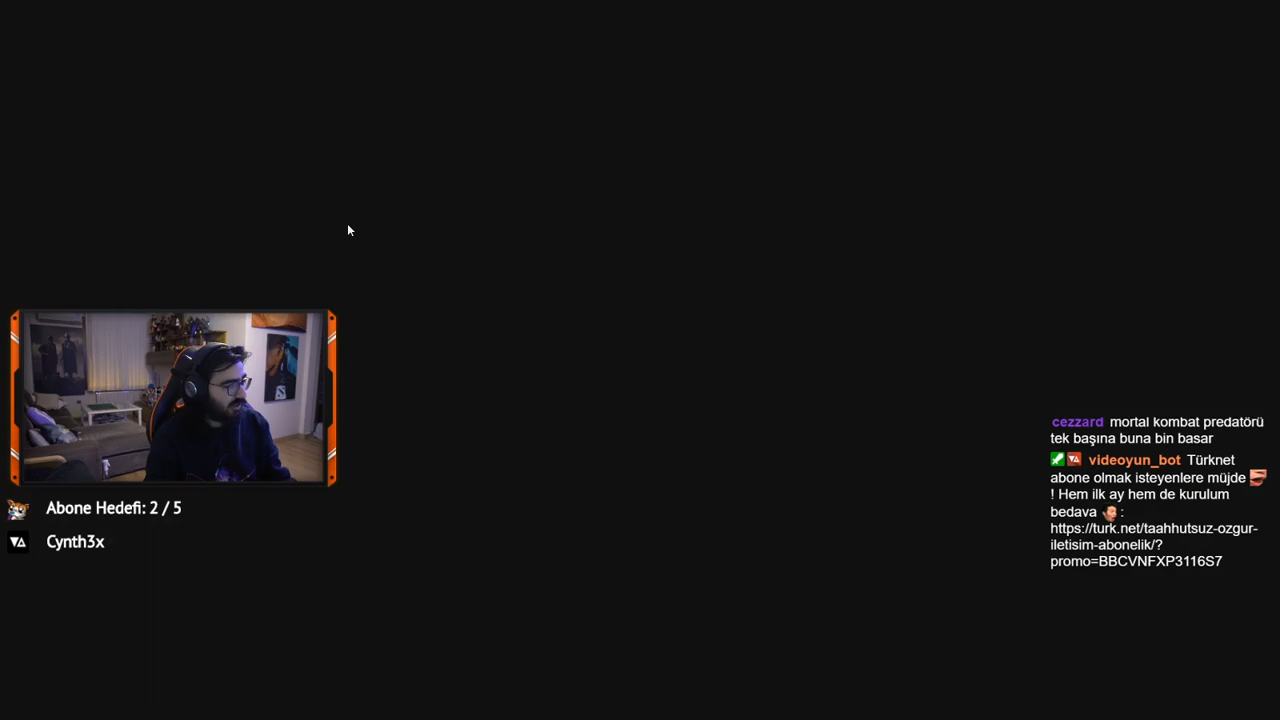 Abone Hedefi: 2 / 5
Cynth3x
cezzard mortal kombat predatörü
tek başına buna bin basar
videoyun_bot Türknet
abone olmak isteyenlere müjde
! Hem ilk ay hem de kurulum
bedava :
https://turk.net/taahhutsuz-ozgur-
iletisim-abonelik/?
promo=BBCVNFXP3116S7